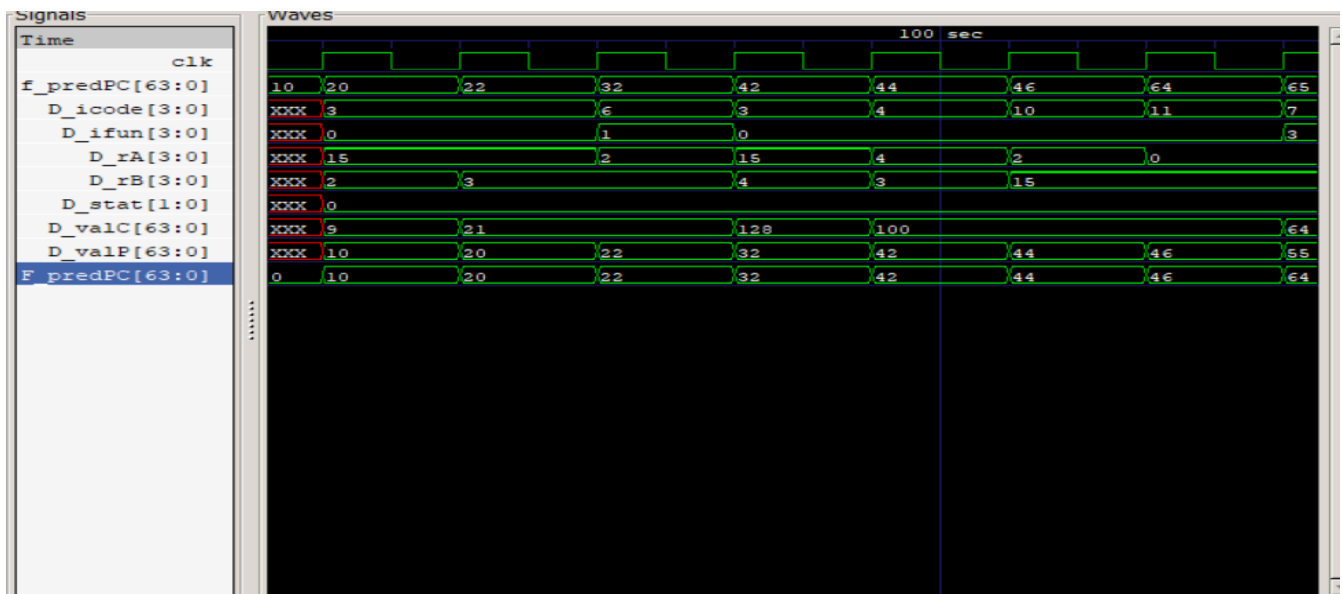 Signals Waves
Time 100 sec
clk
f_predPC[63:0] 10 20 22 32 42 44 46 64 65
D_icode[3:0] XXX 3 6 3 4 10 11 7
D_ifun[3:0] XXX 0 1 0 3
D_rA[3:0] XXX 15 2 15 4 2 0
D_rB[3:0] XXX 2 3 4 3 15
D_stat[1:0] XXX 0
D_valC[63:0] XXX 9 21 128 100 64
D_valP[63:0] XXX 10 20 22 32 42 44 46 55
F_predPC[63:0] 0 10 20 22 32 42 44 46 64